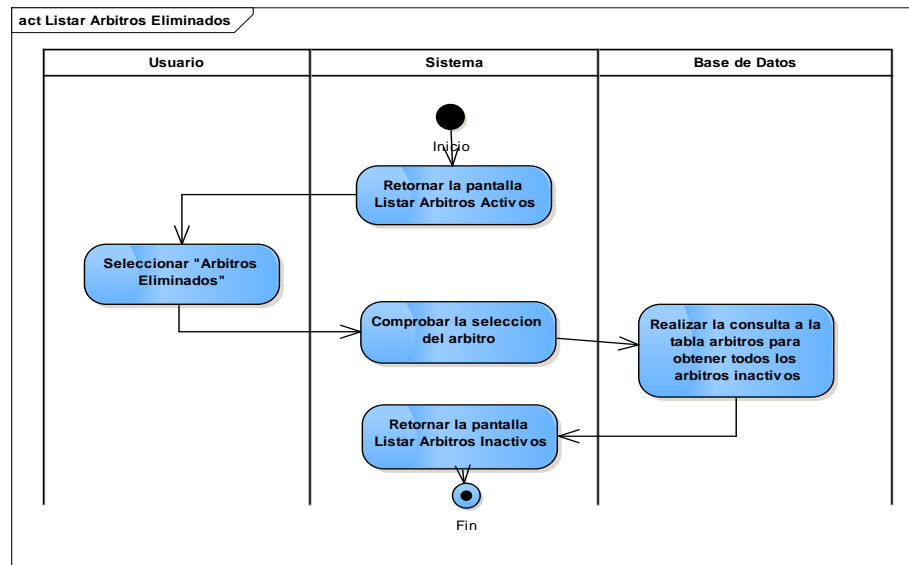 act Listar Arbitros Eliminados
Usuario
Sistema
Base de Datos
Inicio
Retornar la pantalla
Listar Arbitros Activos
Seleccionar "Arbitros
Eliminados"
Comprobar la seleccion
del arbitro
Realizar la consulta a la
tabla arbitros para
obtener todos los
arbitros inactivos
Retornar la pantalla
Listar Arbitros Inactivos
Fin